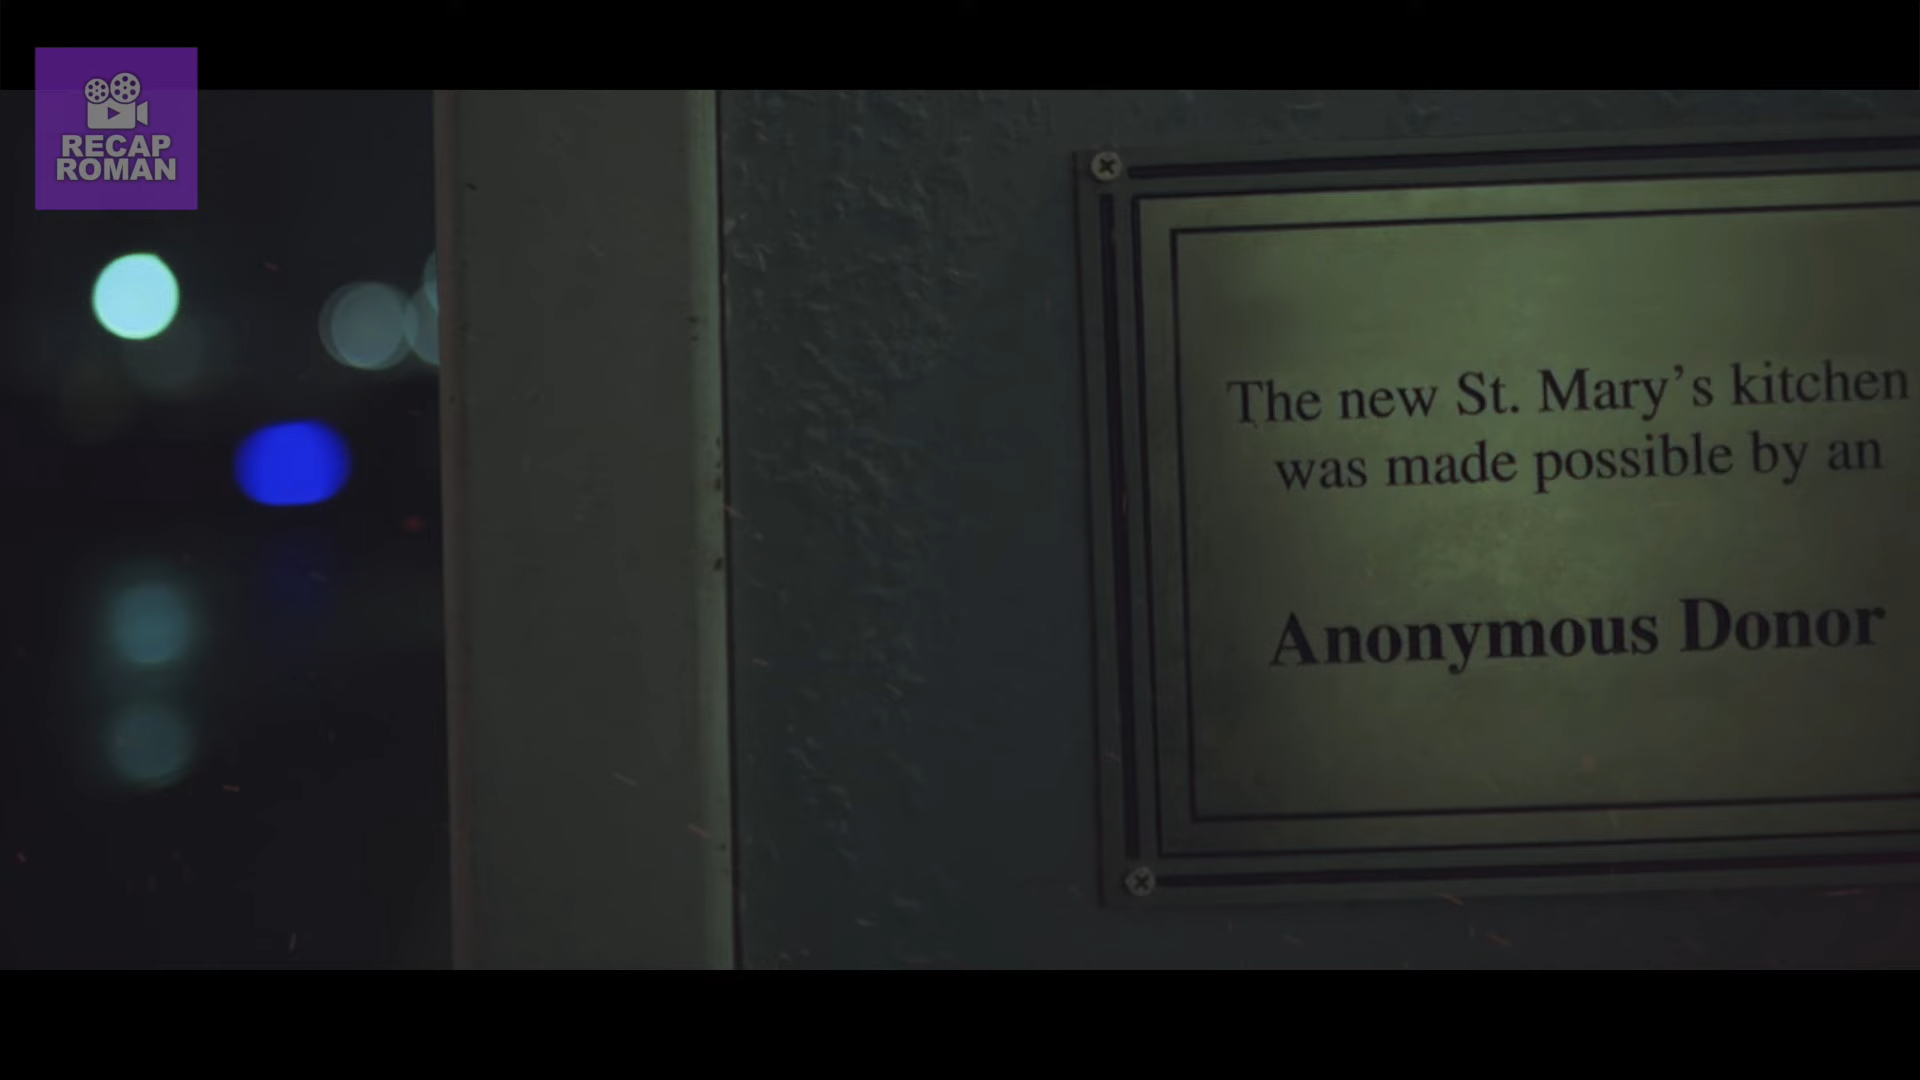 RECAP
ROMAN
The new St. Mary's kitchen
was made possible by an
Anonymous Donor